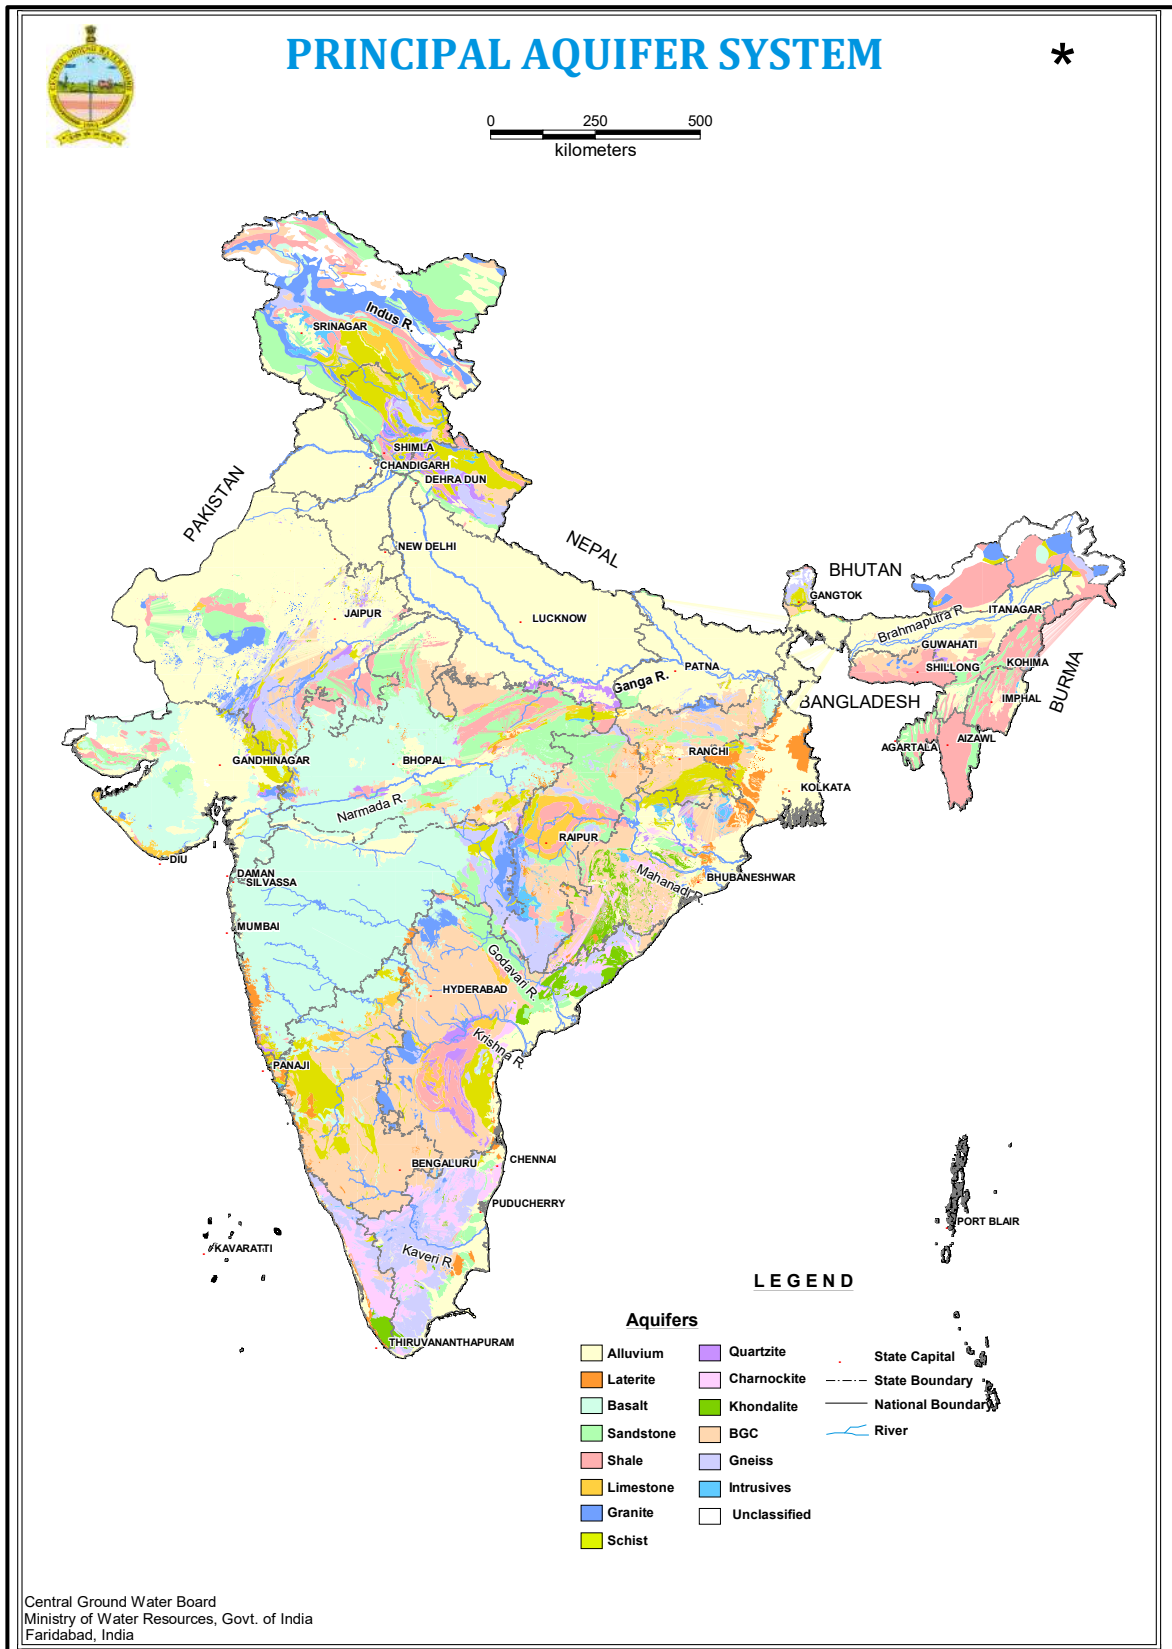 PRINCIPAL AQUIFER SYSTEM
*
CENTRAL GROUND WATER BOARD
0 250 500
kilometers
Indus R.
SRINAGAR
SHIMLA
CHANDIGARH
DEHRA DUN
PAKISTAN
NEW DELHI
NEPAL
BHUTAN
GANGTOK
ITANAGAR
JAIPUR
LUCKNOW
Brahmaputra R.
GUWAHATI
SHILLONG
KOHIMA
PATNA
Ganga R.
BURMA
BANGLADESH
IMPHAL
AIZAWL
AGARTALA
GANDHINAGAR
BHOPAL
RANCHI
KOLKATA
Narmada R.
RAIPUR
DIU
DAMAN
SILVASSA
Mahanadi R.
BHUBANESHWAR
MUMBAI
Godavari R.
HYDERABAD
Krishna R.
PANAJI
BENGALURU
CHENNAI
PUDUCHERRY
KAVARATTI
PORT BLAIR
Kaveri R.
THIRUVANANTHAPURAM
LEGEND
Aquifers
Alluvium
Laterite
Basalt
Sandstone
Shale
Limestone
Granite
Schist
Quartzite
Charnockite
Khondalite
BGC
Gneiss
Intrusives
Unclassified
State Capital
State Boundary
National Boundary
River
Central Ground Water Board
Ministry of Water Resources, Govt. of India
Faridabad, India